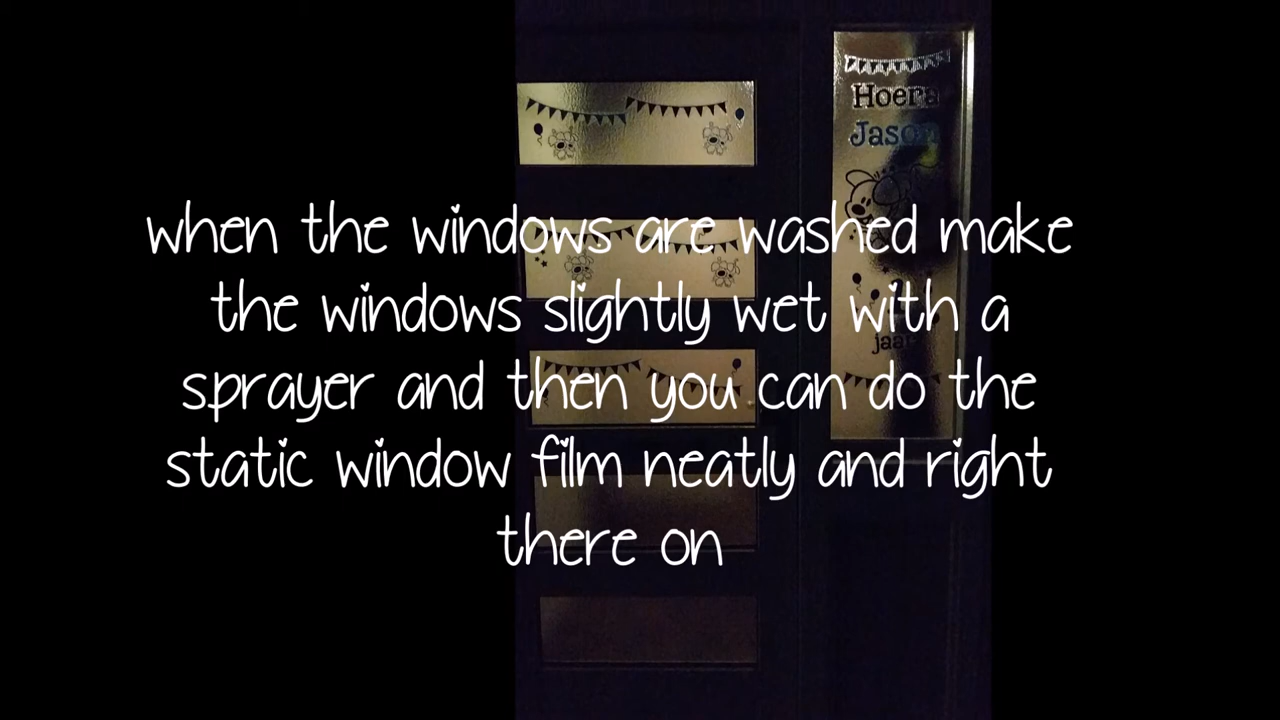 Hoera
Jason
jaar
when the windows are washed make
the windows slightly wet with a
sprayer and then you can do the
static window film neatly and right
there on